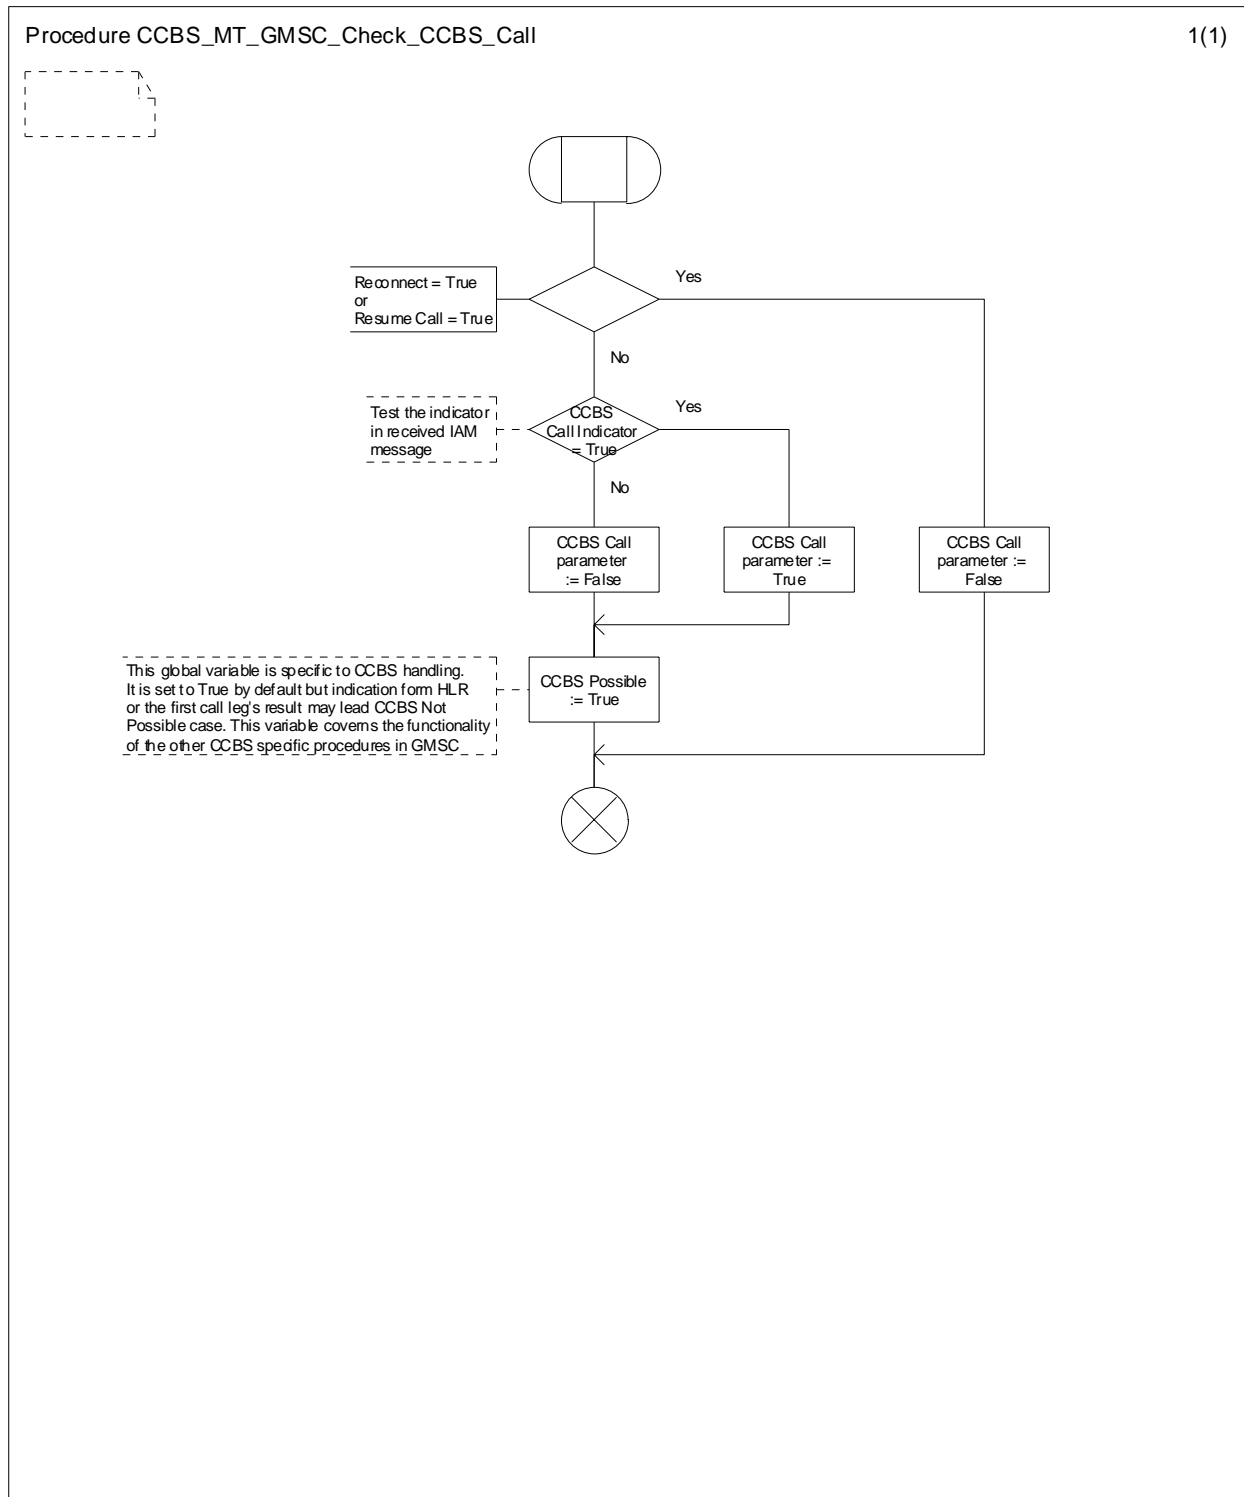 Procedure CCBS_MT_GMSC_Check_CCBS_Call
1(1)
Reconnect = True
or
Resume Call = True
Yes
No
Test the indicator
in received IAM
message
CCBS
Call Indicator
= True
Yes
No
CCBS Call
parameter
:= False
CCBS Call
parameter :=
True
CCBS Call
parameter :=
False
This global variable is specific to CCBS handling.
It is set to True by default but indication form HLR
or the first call leg's result may lead CCBS Not
Possible case. This variable covers the functionality
of the other CCBS specific procedures in GMSC
CCBS Possible
:= True